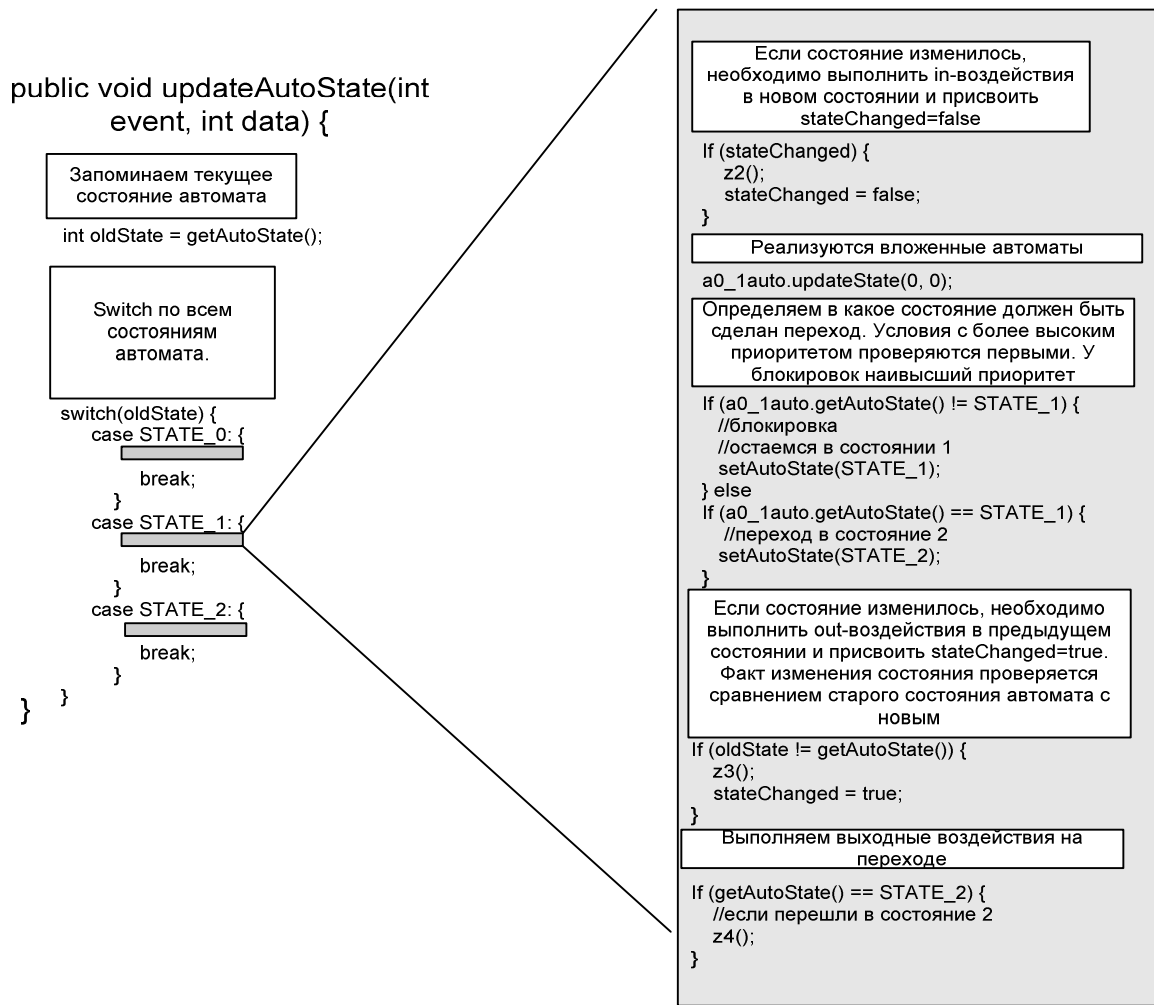 public void updateAutoState(int
event, int data) {
Запоминаем текущее
состояние автомата
int oldState = getAutoState();
Switch по всем
состояниям
автомата.
switch(oldState) {
case STATE_0: {
break;
}
case STATE_1: {
break;
}
case STATE_2: {
break;
}
}
}
Если состояние изменилось,
необходимо выполнить in-воздействия
в новом состоянии и присвоить
stateChanged=false
If (stateChanged) {
z2();
stateChanged = false;
}
Реализуются вложенные автоматы
a0_1auto.updateState(0, 0);
Определяем в какое состояние должен быть
сделан переход. Условия с более высоким
приоритетом проверяются первыми. У
блокировок наивысший приоритет
If (a0_1auto.getAutoState() != STATE_1) {
//блокировка
//остаемся в состоянии 1
setAutoState(STATE_1);
} else
If (a0_1auto.getAutoState() == STATE_1) {
//переход в состояние 2
setAutoState(STATE_2);
}
Если состояние изменилось, необходимо
выполнить out-воздействия в предыдущем
состоянии и присвоить stateChanged=true.
Факт изменения состояния проверяется
сравнением старого состояния автомата с
новым
If (oldState != getAutoState()) {
z3();
stateChanged = true;
}
Выполняем выходные воздействия на
переходе
If (getAutoState() == STATE_2) {
//если перешли в состояние 2
z4();
}